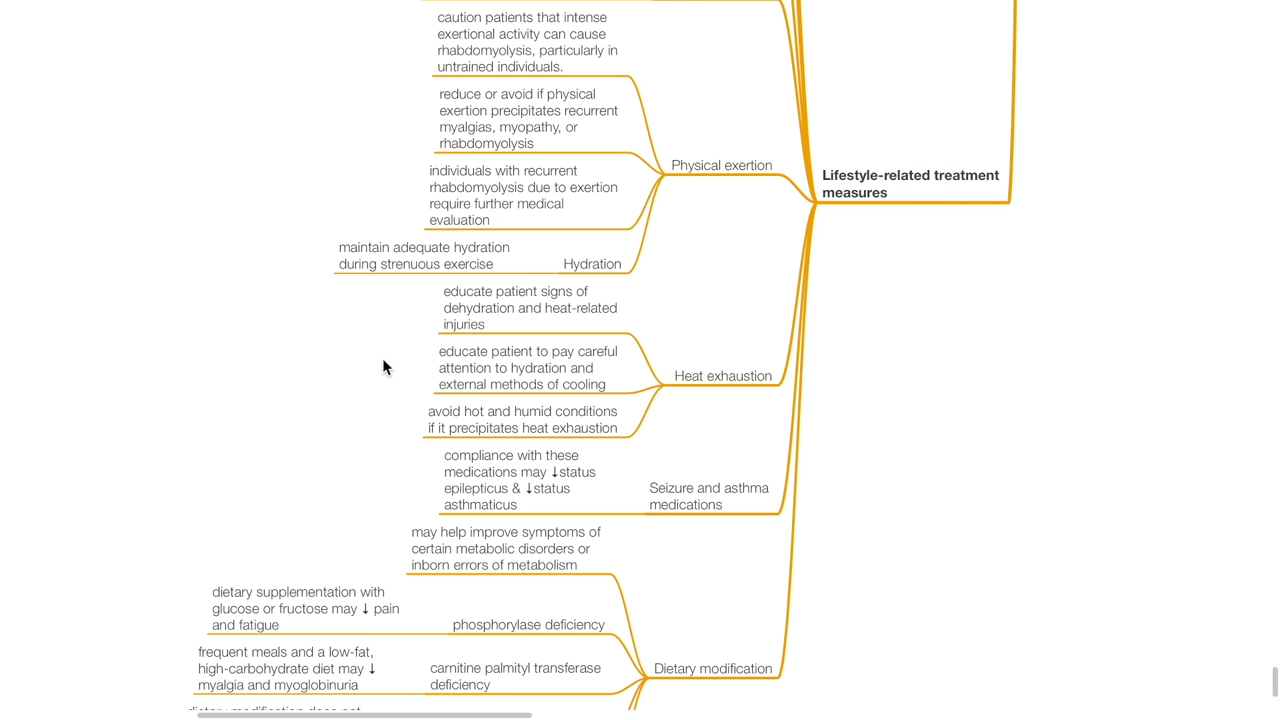 caution patients that intense
exertional activity can cause
rhabdomyolysis, particularly in
untrained individuals.
reduce or avoid if physical
exertion precipitates recurrent
myalgias, myopathy, or
rhabdomyolysis
individuals with recurrent
rhabdomyolysis due to exertion
require further medical
evaluation
maintain adequate hydration
during strenuous exercise
Hydration
Physical exertion
Lifestyle-related treatment
measures
educate patient signs of
dehydration and heat-related
injuries
educate patient to pay careful
attention to hydration and
external methods of cooling
avoid hot and humid conditions
if it precipitates heat exhaustion
Heat exhaustion
compliance with these
medications may ↓status
epilepticus & ↓status
asthmaticus
Seizure and asthma
medications
may help improve symptoms of
certain metabolic disorders or
inborn errors of metabolism
dietary supplementation with
glucose or fructose may ↓ pain
and fatigue
phosphorylase deficiency
frequent meals and a low-fat,
high-carbohydrate diet may ↓
myalgia and myoglobinuria
carnitine palmityl transferase
deficiency
Dietary modification
dietary modification does not